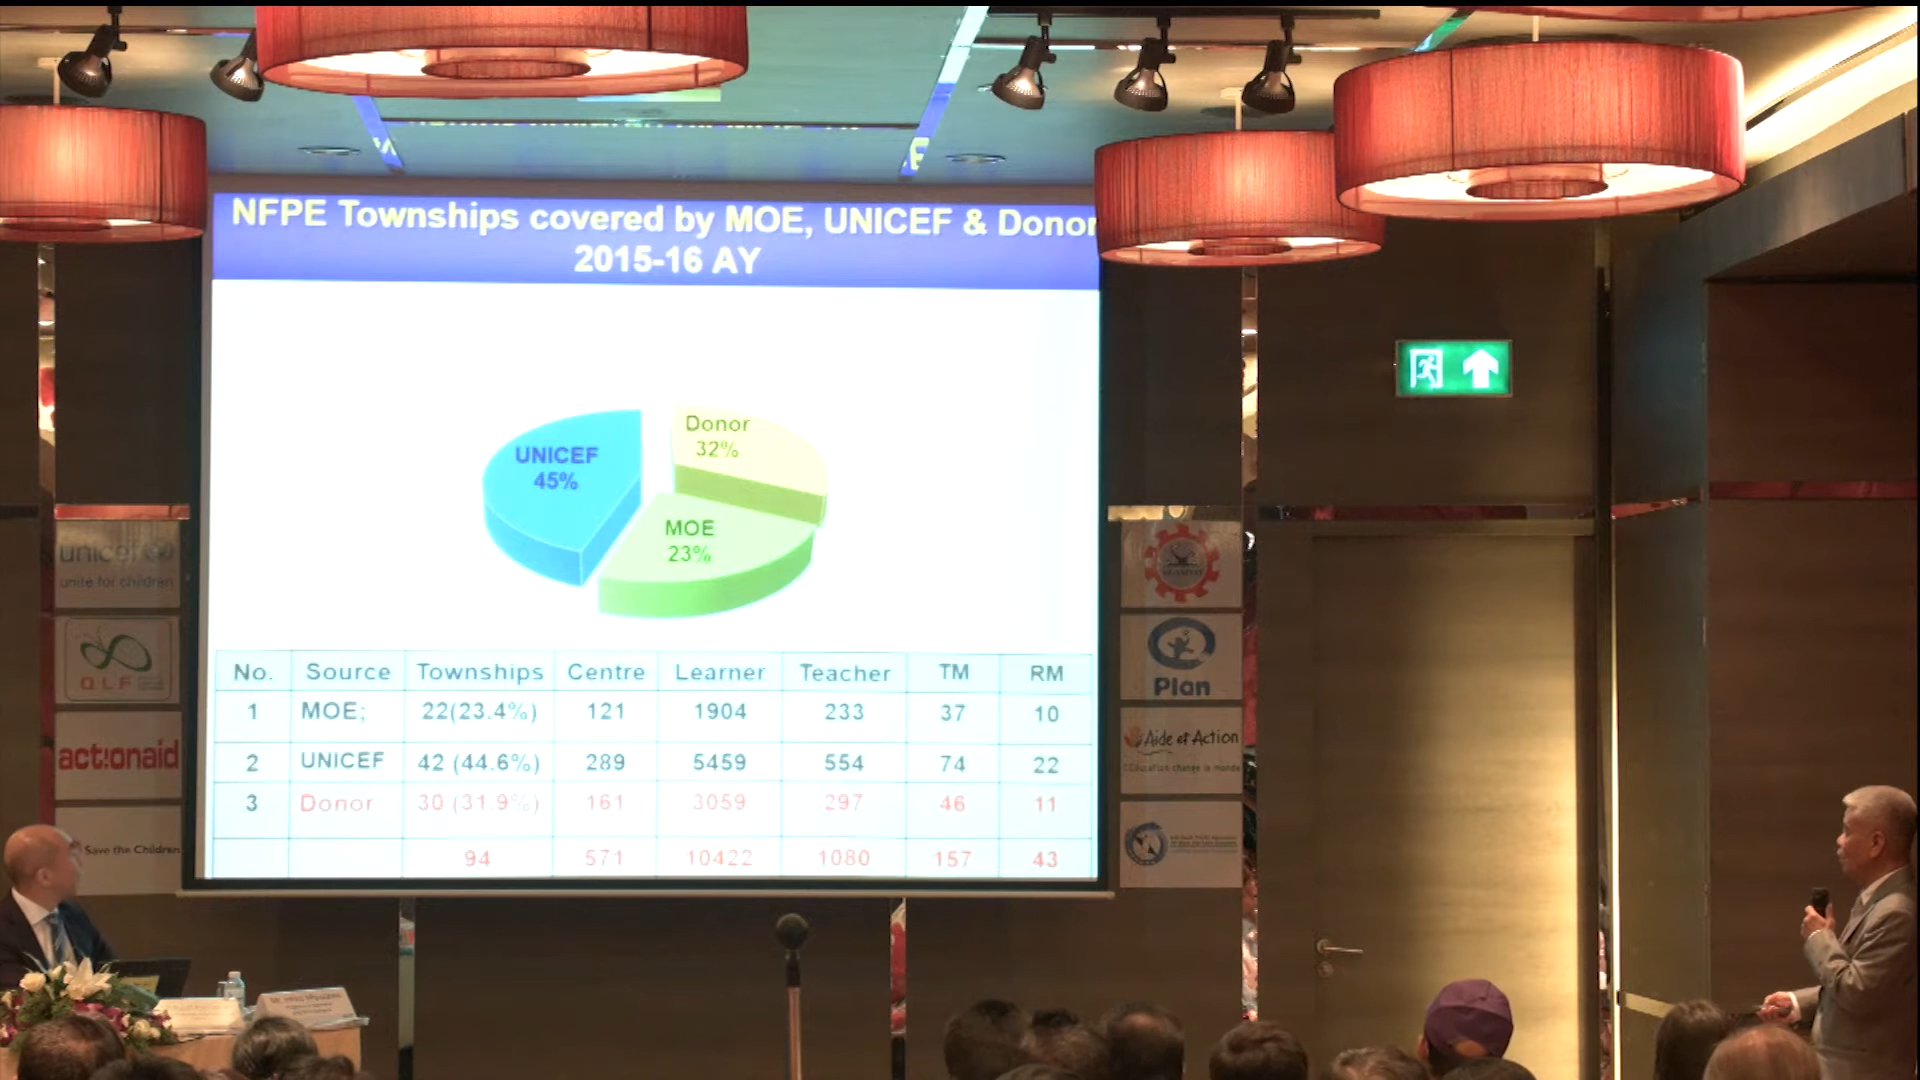 NFPE Townships covered by MOE, UNICEF & Donor
2015-16 AY
UNICEF
45%
Donor
32%
MOE
23%
No. Source Townships Centre Learner Teacher TM RM
1 MOE; 22(23.4%) 121 1904 233 37 10
2 UNICEF 42 (44.6%) 289 5459 554 74 22
3 Donor 30 (31.9%) 161 3059 297 46 11
94 571 10422 1080 157 43
unicef
unite for children
QLF
act!onaid
Save the Children
Plan
Aide et Action